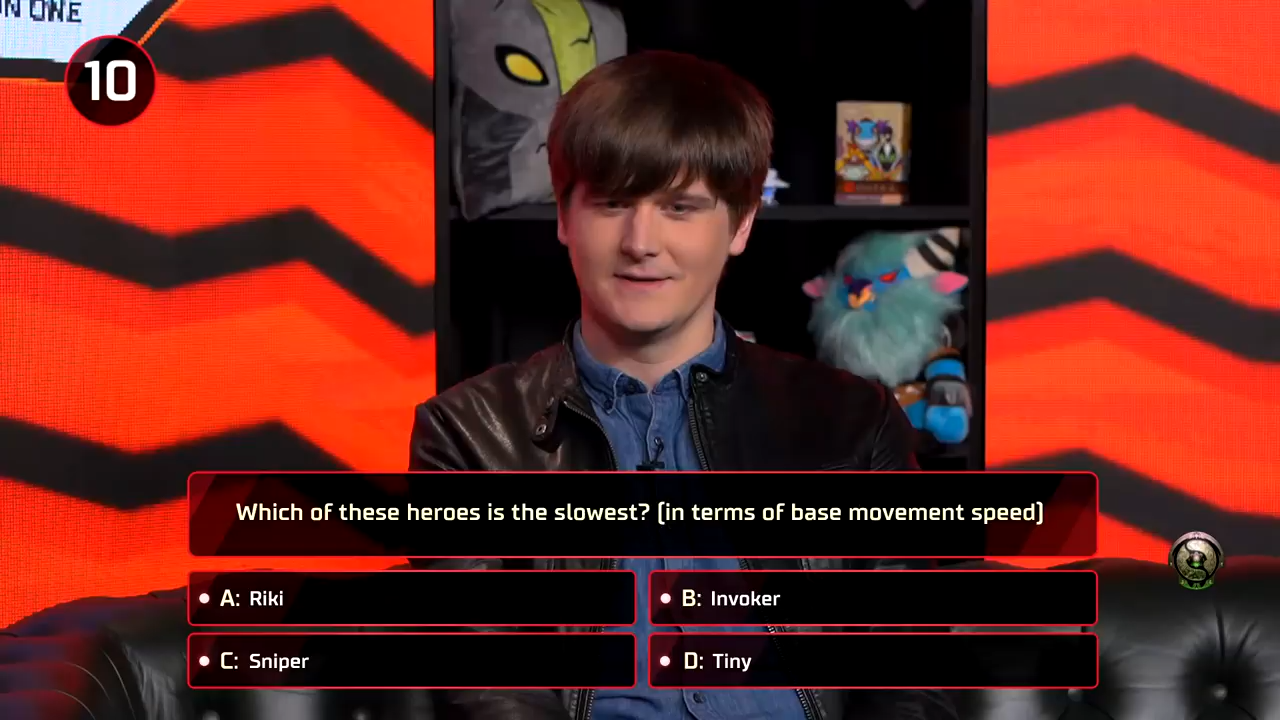 ON ONE
10
Which of these heroes is the slowest? (in terms of base movement speed)
A: Riki
B: Invoker
C: Sniper
D: Tiny